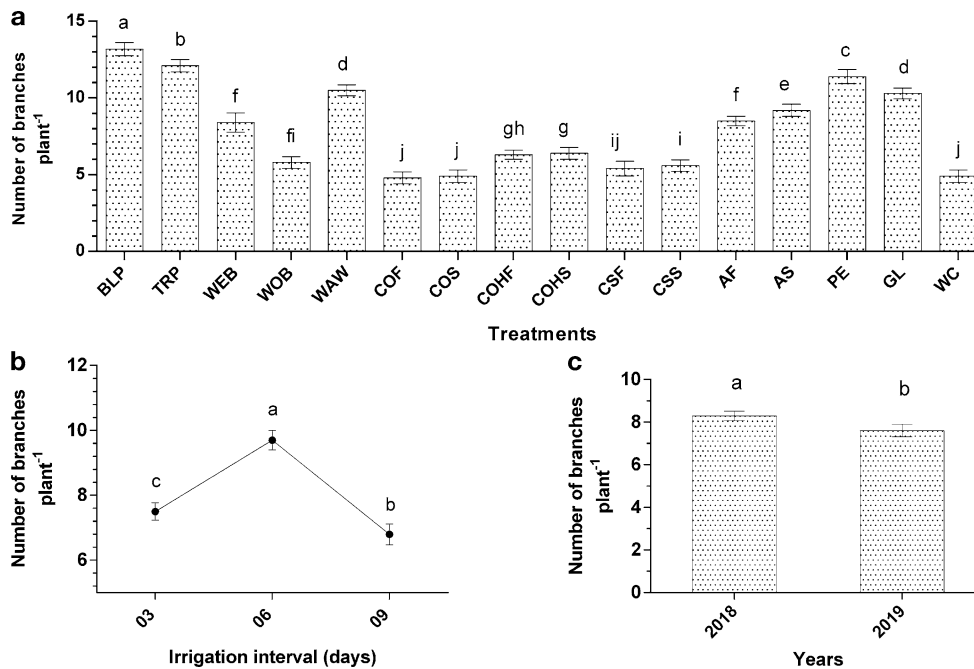 a
Number of branches
plant⁻¹
15
10
5
0
a
b
f
fi
d
j
j
gh
g
ij
i
f
e
c
d
j
BLP
TRP
WEB
WOB
WAW
COF
COS
COHF
COHS
CSF
CSS
AF
AS
PE
GL
WC
Treatments
b
Number of branches
plant⁻¹
12
10
8
6
c
a
b
03
06
09
Irrigation interval (days)
c
Number of branches
plant⁻¹
10
8
6
4
2
0
a
b
2018
2019
Years